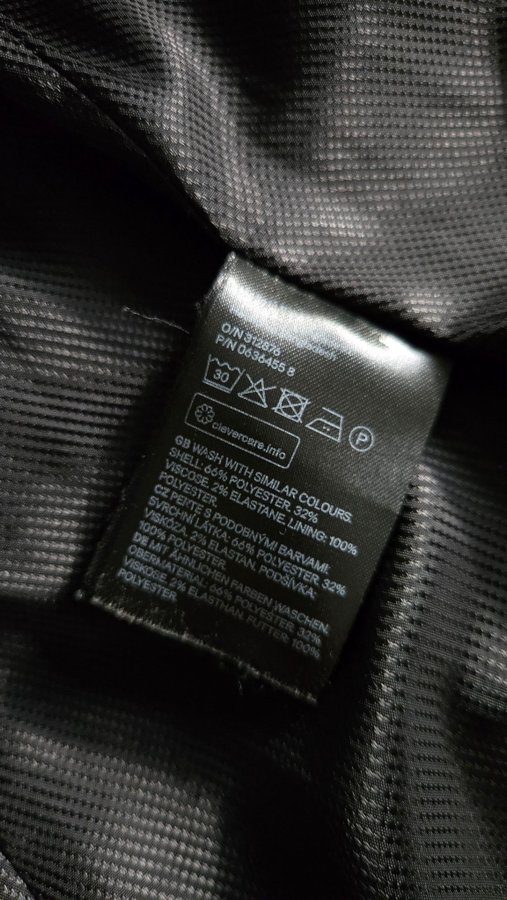 O/N 312876
P/N 0636455 8
30
P
clevercare.info
GB WASH WITH SIMILAR COLOURS.
SHELL: 66% POLYESTER, 32%
VISCOSE, 2% ELASTANE, LINING: 100%
POLYESTER.
CZ PEJTE S PODOBNÝMI BARVAMI.
SVRCHNÍ LÁTKA: 66% POLYESTER, 32%
VISKÓZA, 2% ELASTAN, PODŠÍVKA:
100% POLYESTER.
DE MIT ÄHNLICHEN FARBEN WASCHEN.
OBERMATERIAL: 66% POLYESTER, 32%
VISKOSE, 2% ELASTHAN, FUTTER: 100%
POLYESTER.